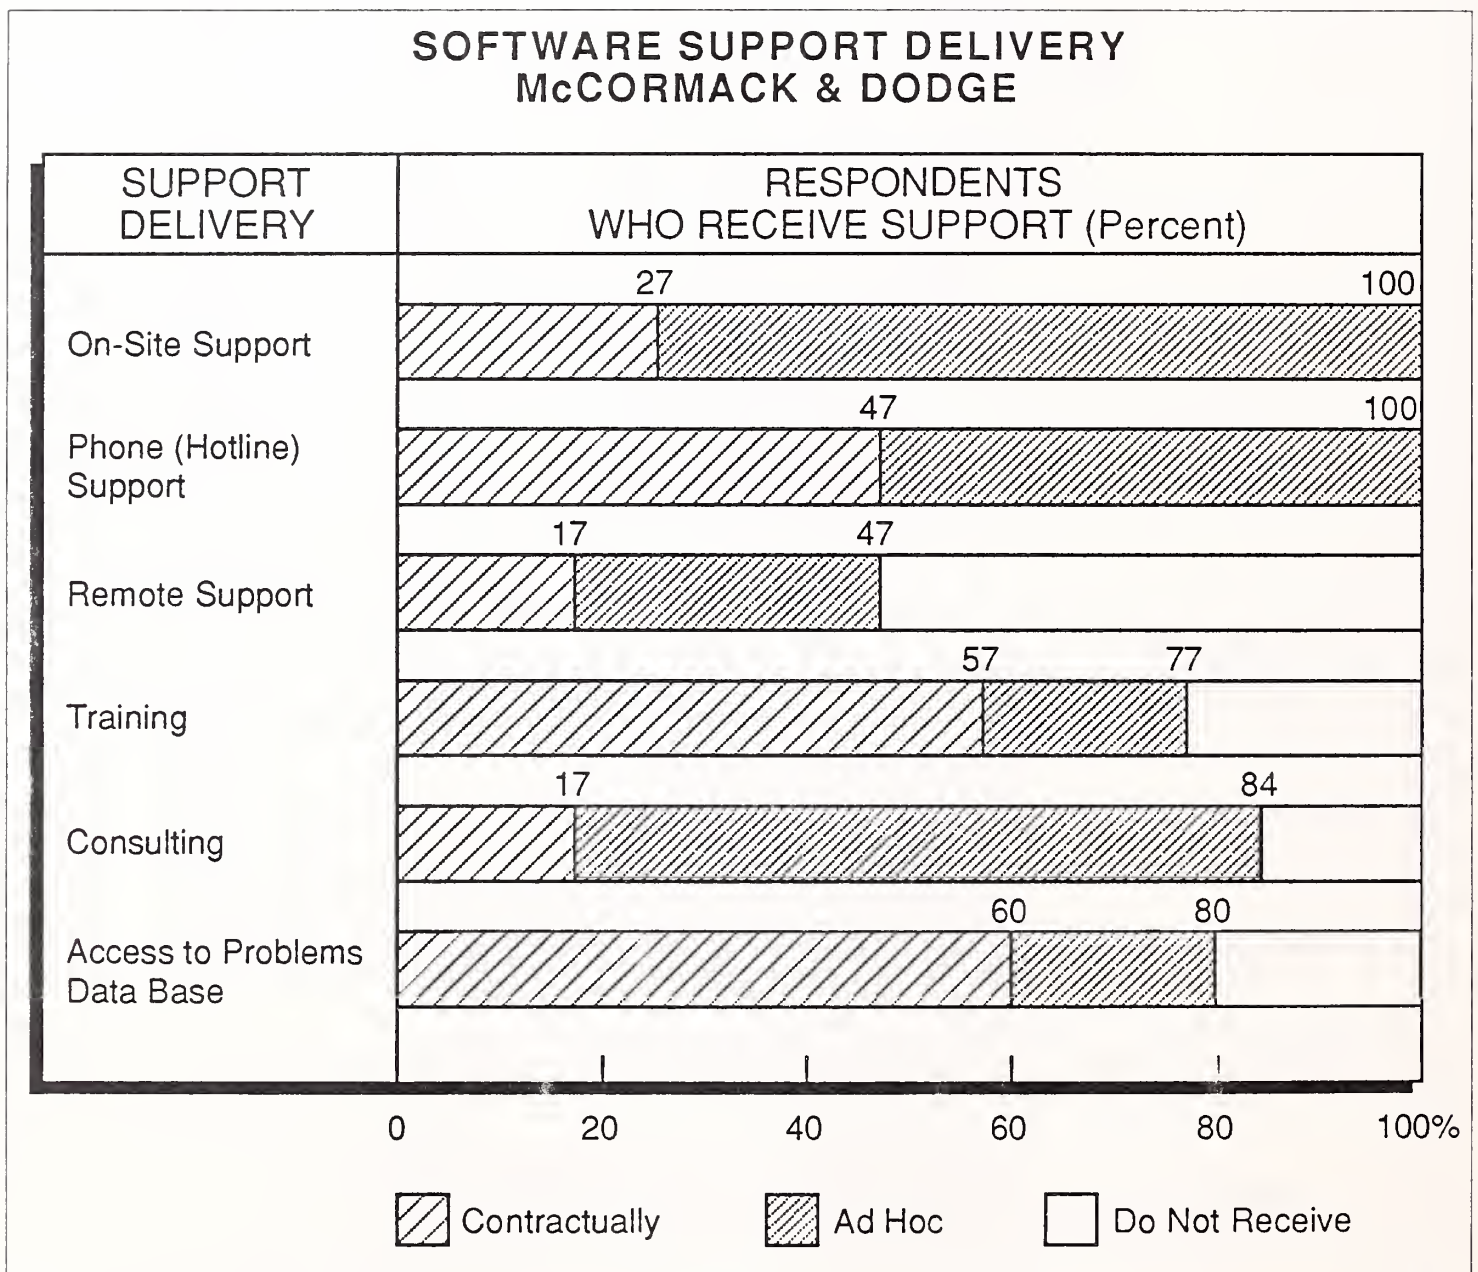 SOFTWARE SUPPORT DELIVERY
McCORMACK & DODGE
SUPPORT
DELIVERY
RESPONDENTS
WHO RECEIVE SUPPORT (Percent)
27 100
On-Site Support
47 100
Phone (Hotline)
Support
17 47
Remote Support
57 77
Training
17 84
Consulting
60 80
Access to Problems
Data Base
0 20 40 60 80 100%
Contractually Ad Hoc Do Not Receive